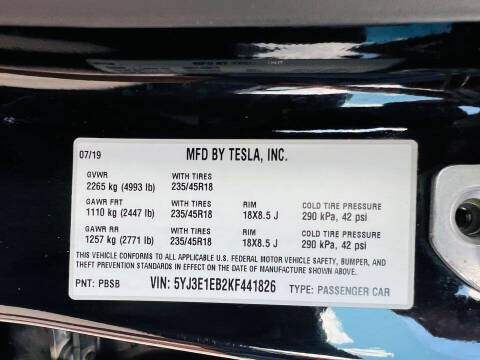 07/19 MFD BY TESLA, INC.
GVWR WITH TIRES
2265 kg (4993 lb) 235/45R18
GAWR FRT WITH TIRES RIM COLD TIRE PRESSURE
1110 kg (2447 lb) 235/45R18 18X8.5 J 290 kPa, 42 psi
GAWR RR WITH TIRES RIM COLD TIRE PRESSURE
1257 kg (2771 lb) 235/45R18 18X8.5 J 290 kPa, 42 psi
THIS VEHICLE CONFORMS TO ALL APPLICABLE U.S. FEDERAL MOTOR VEHICLE SAFETY, BUMPER, AND
THEFT PREVENTION STANDARDS IN EFFECT ON THE DATE OF MANUFACTURE SHOWN ABOVE.
PNT: PBSB VIN: 5YJ3E1EB2KF441826 TYPE: PASSENGER CAR